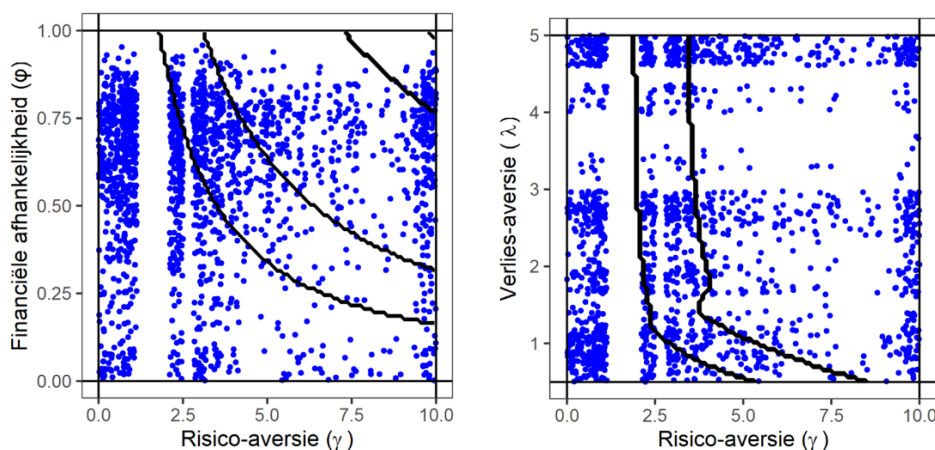 Financiële afhankelijkheid (φ)
1.00
0.75
0.50
0.25
0.00
0.0 2.5 5.0 7.5 10.0
Risico-aversie (γ)
Verlies-aversie (λ)
5
4
3
2
1
0.0 2.5 5.0 7.5 10.0
Risico-aversie (γ)